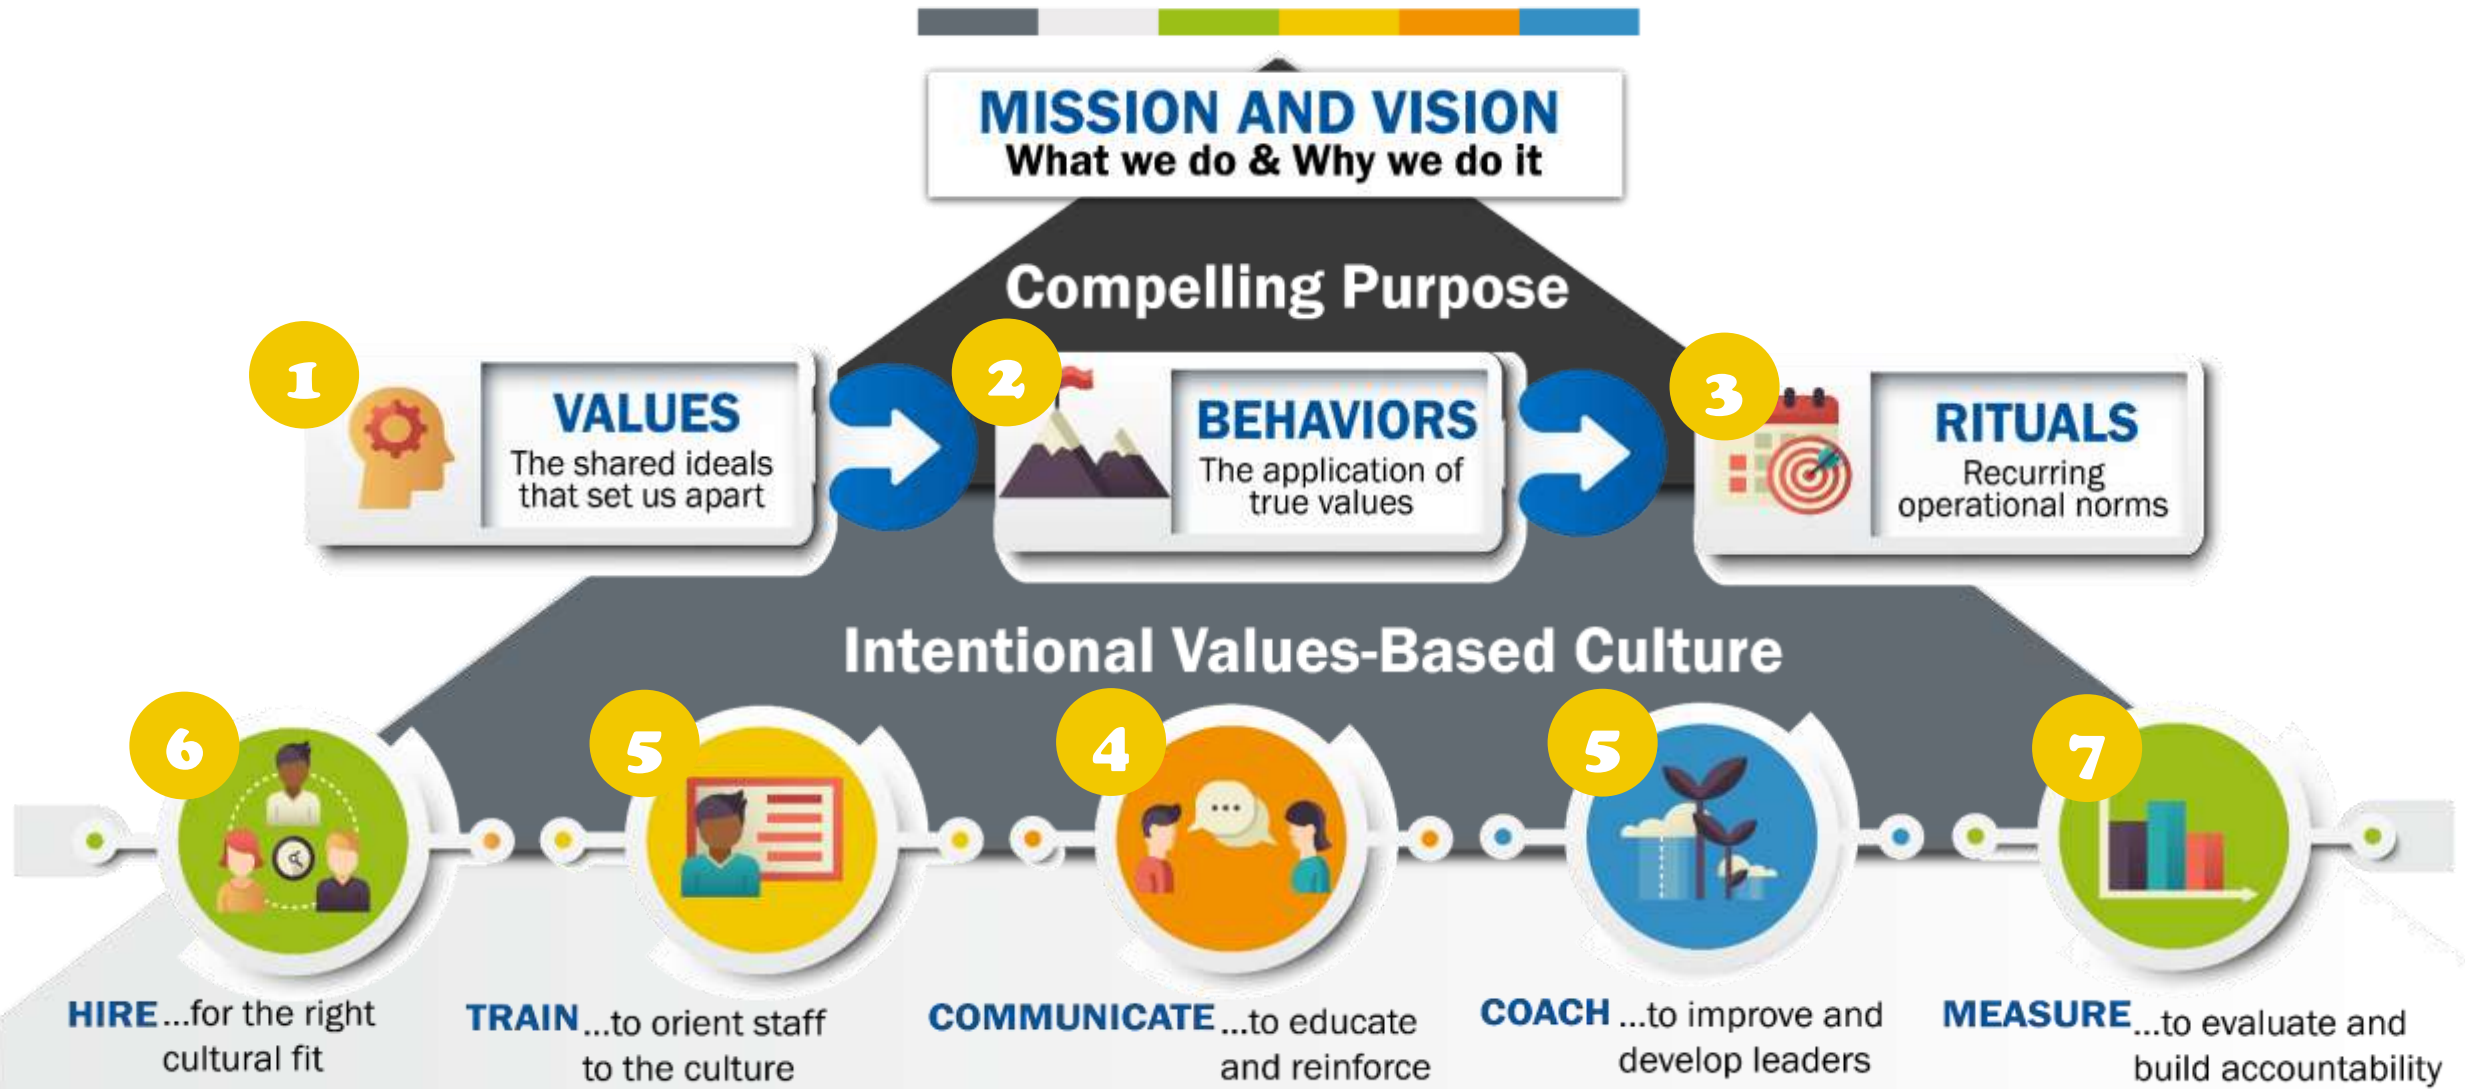 MISSION AND VISION
What we do & Why we do it
Compelling Purpose
1
VALUES
The shared ideals
that set us apart
2
BEHAVIORS
The application of
true values
3
RITUALS
Recurring
operational norms
Intentional Values-Based Culture
6
HIRE...for the right
cultural fit
5
TRAIN...to orient staff
to the culture
4
COMMUNICATE...to educate
and reinforce
5
COACH...to improve and
develop leaders
7
MEASURE...to evaluate and
build accountability